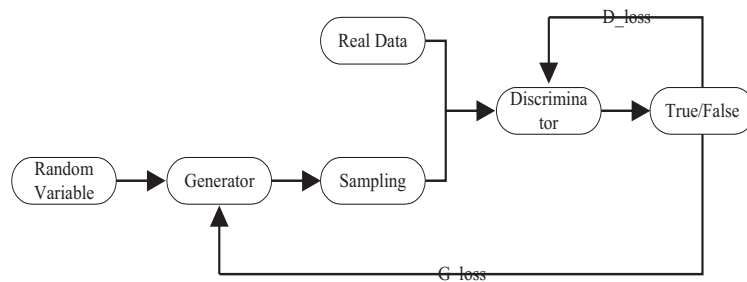 D_loss
Real Data
Discrimina
tor
True/False
Random
Variable
Generator
Sampling
G_loss